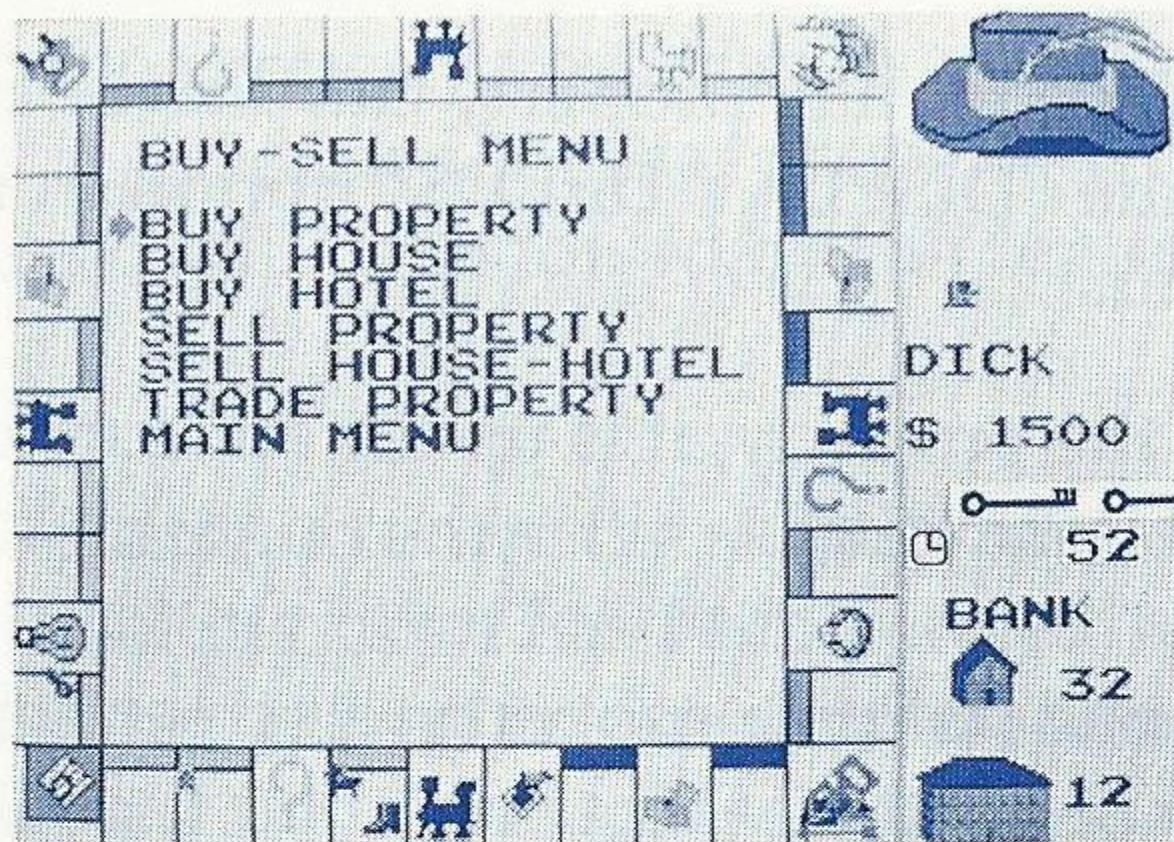 BUY-SELL MENU
BUY PROPERTY
BUY HOUSE
BUY HOTEL
SELL PROPERTY
SELL HOUSE-HOTEL
TRADE PROPERTY
MAIN MENU
DICK
$ 1500
52
BANK
32
12